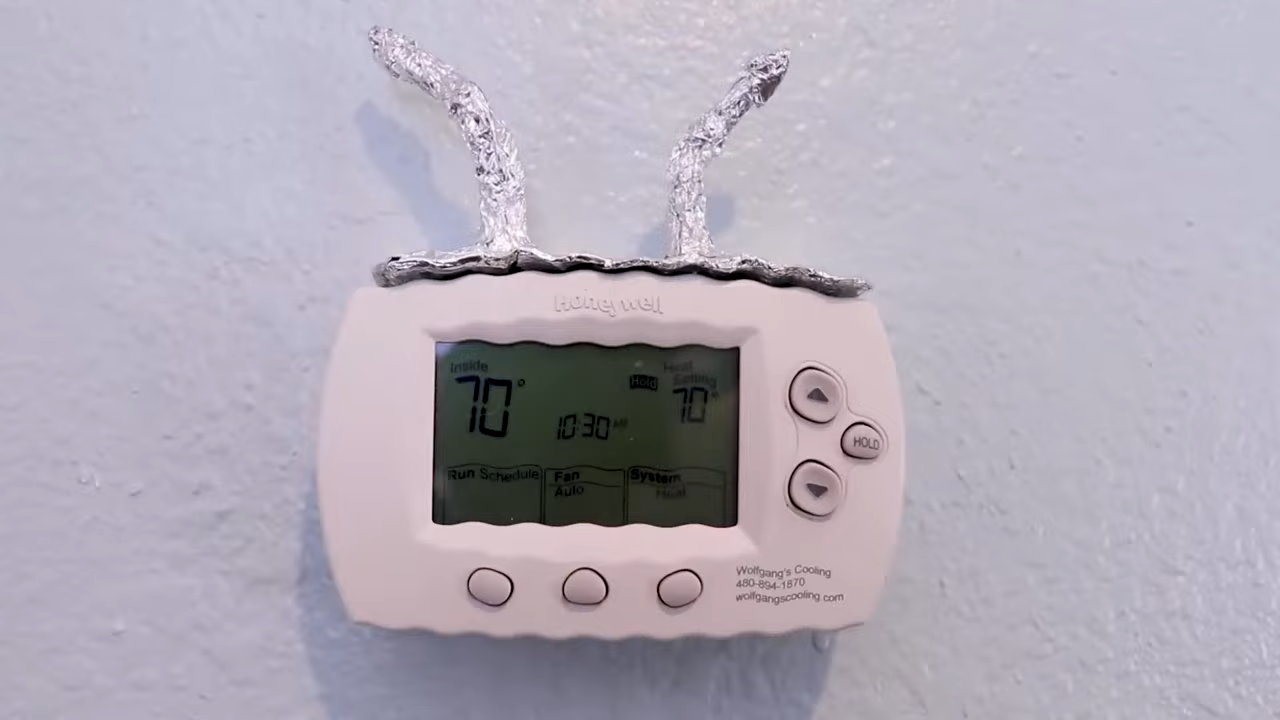 Honeywell
Inside
70°
Hold
Heat
Setting
70°
10:30 AM
Run Schedule
Fan
Auto
System
Heat
HOLD
Wolfgang's Cooling
480-894-1870
wolfgangscooling.com